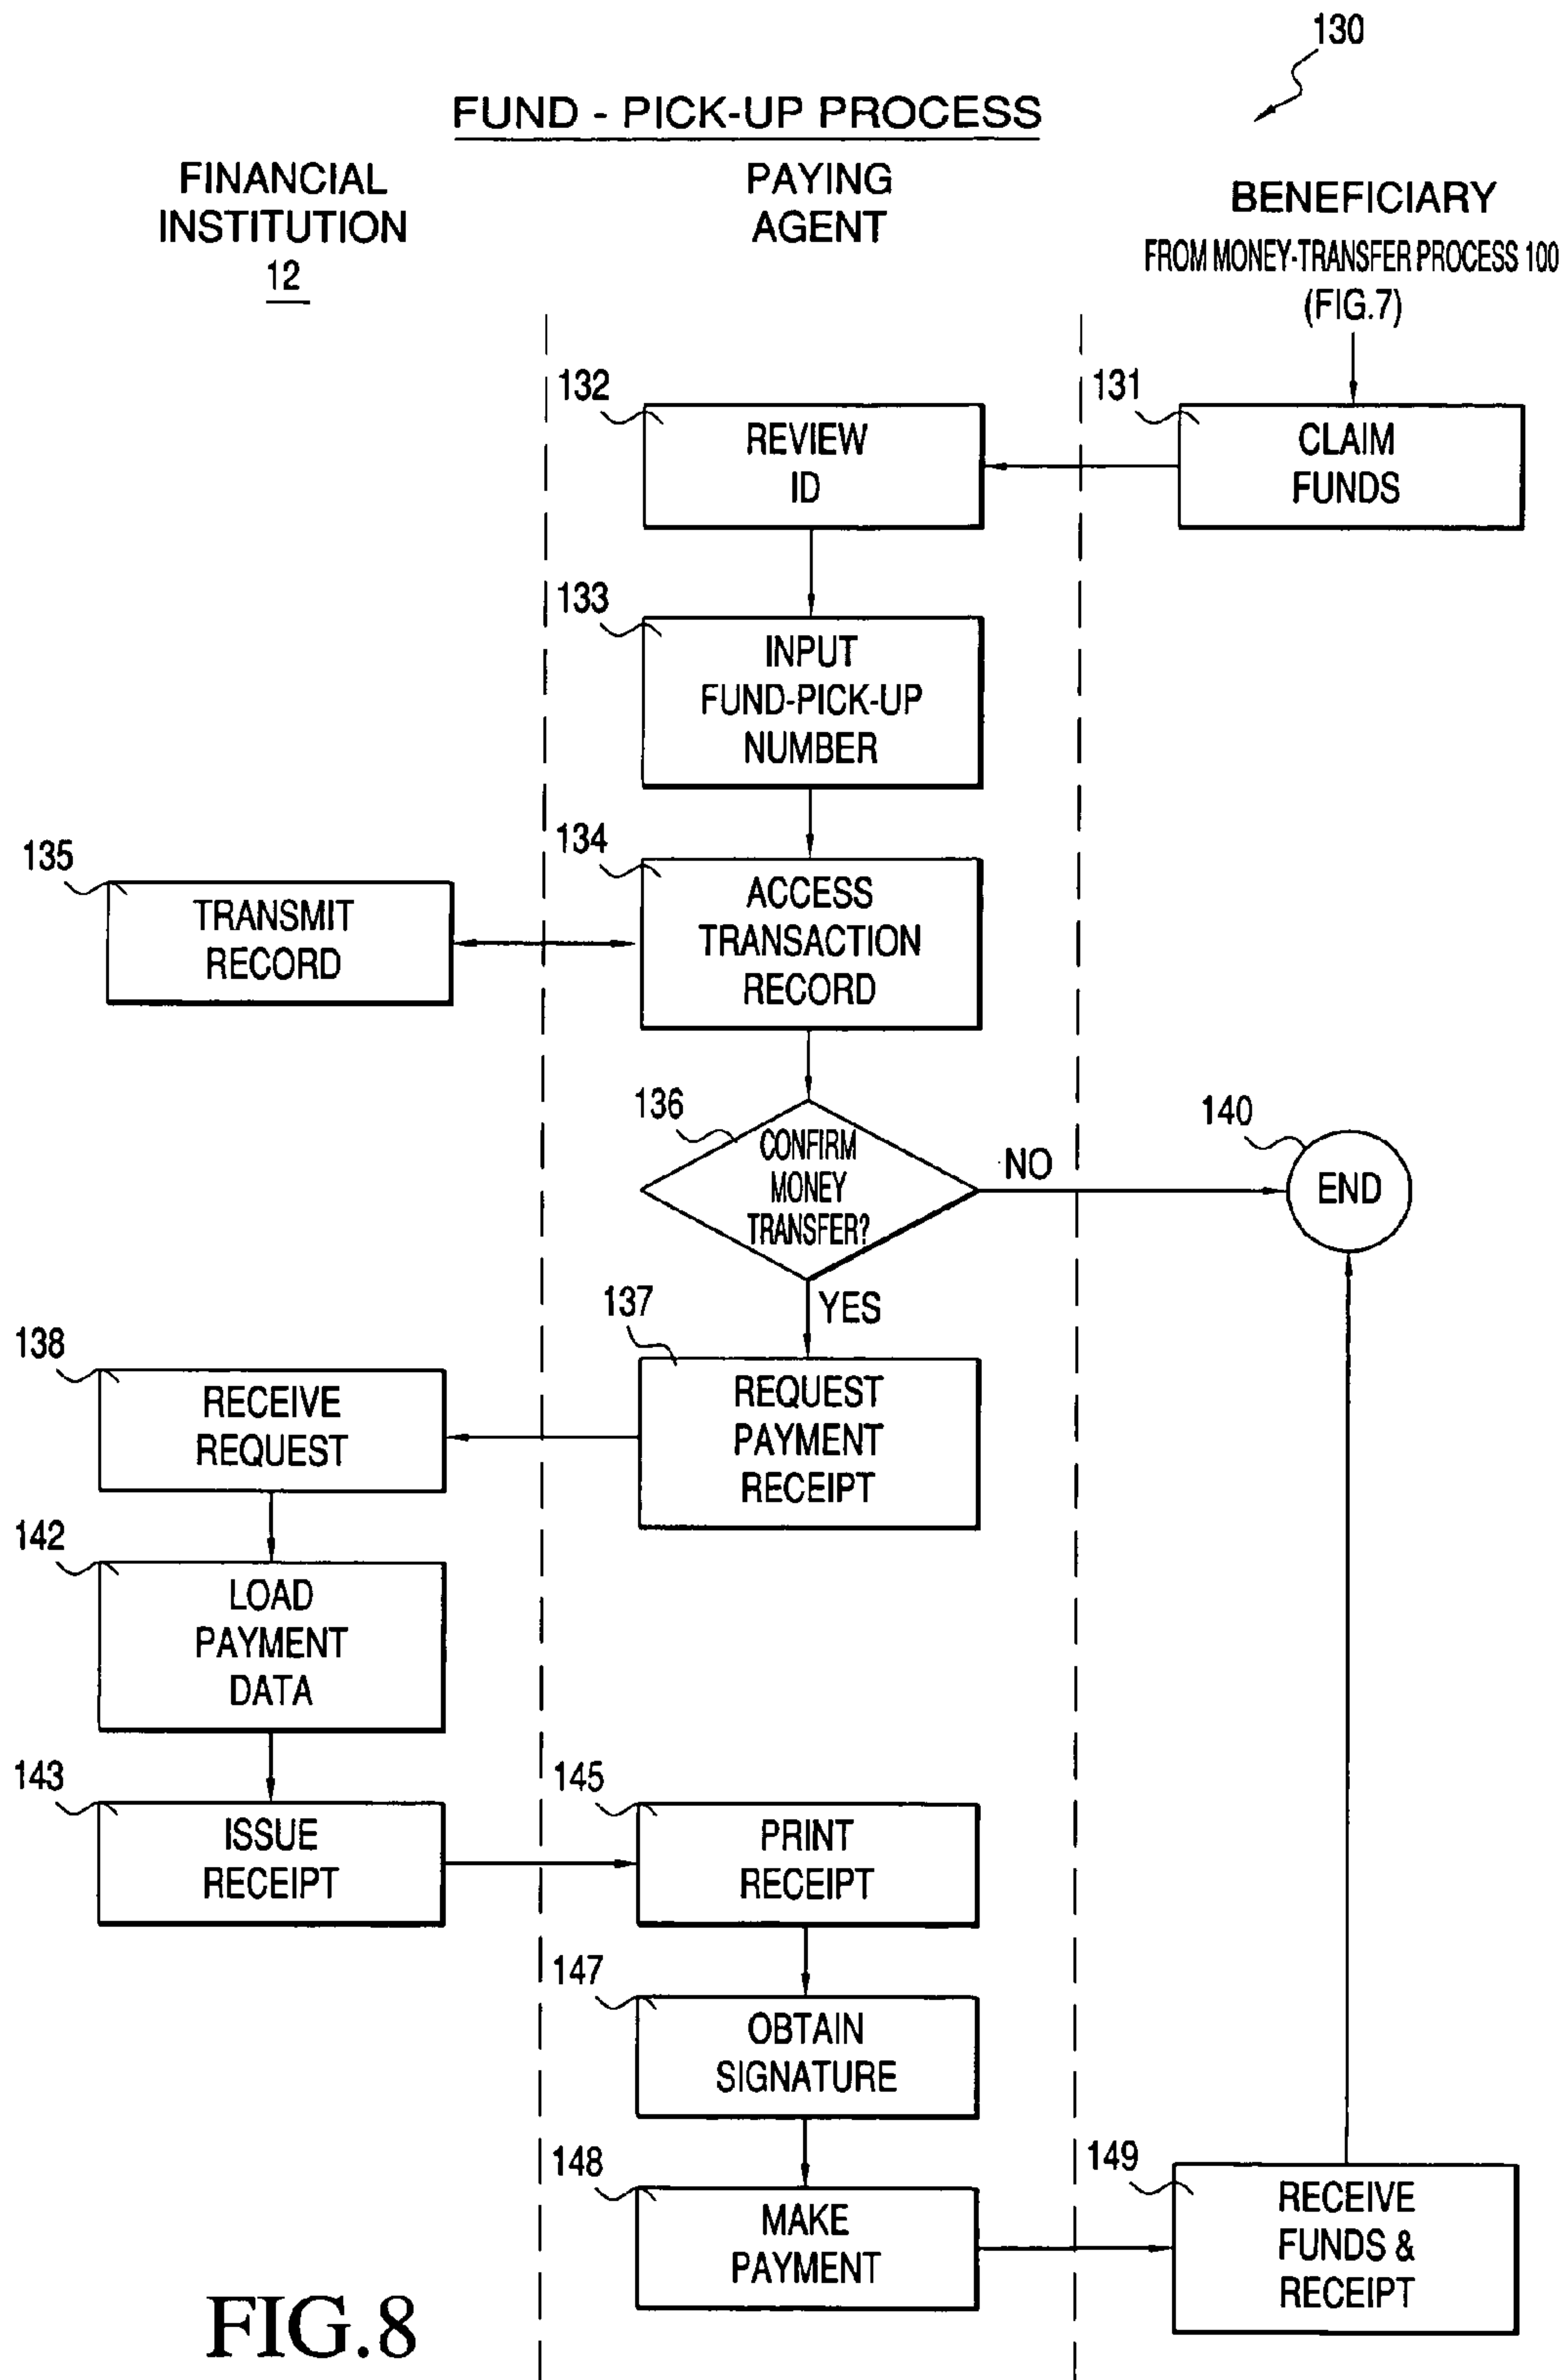 130
FUND - PICK-UP PROCESS
FINANCIAL
INSTITUTION
12
PAYING
AGENT
BENEFICIARY
FROM MONEY-TRANSFER PROCESS 100
(FIG.7)
132
REVIEW
ID
131
CLAIM
FUNDS
133
INPUT
FUND-PICK-UP
NUMBER
135
TRANSMIT
RECORD
134
ACCESS
TRANSACTION
RECORD
136
CONFIRM
MONEY
TRANSFER?
NO
140
END
YES
137
REQUEST
PAYMENT
RECEIPT
138
RECEIVE
REQUEST
142
LOAD
PAYMENT
DATA
143
ISSUE
RECEIPT
145
PRINT
RECEIPT
147
OBTAIN
SIGNATURE
148
MAKE
PAYMENT
149
RECEIVE
FUNDS &
RECEIPT
FIG.8